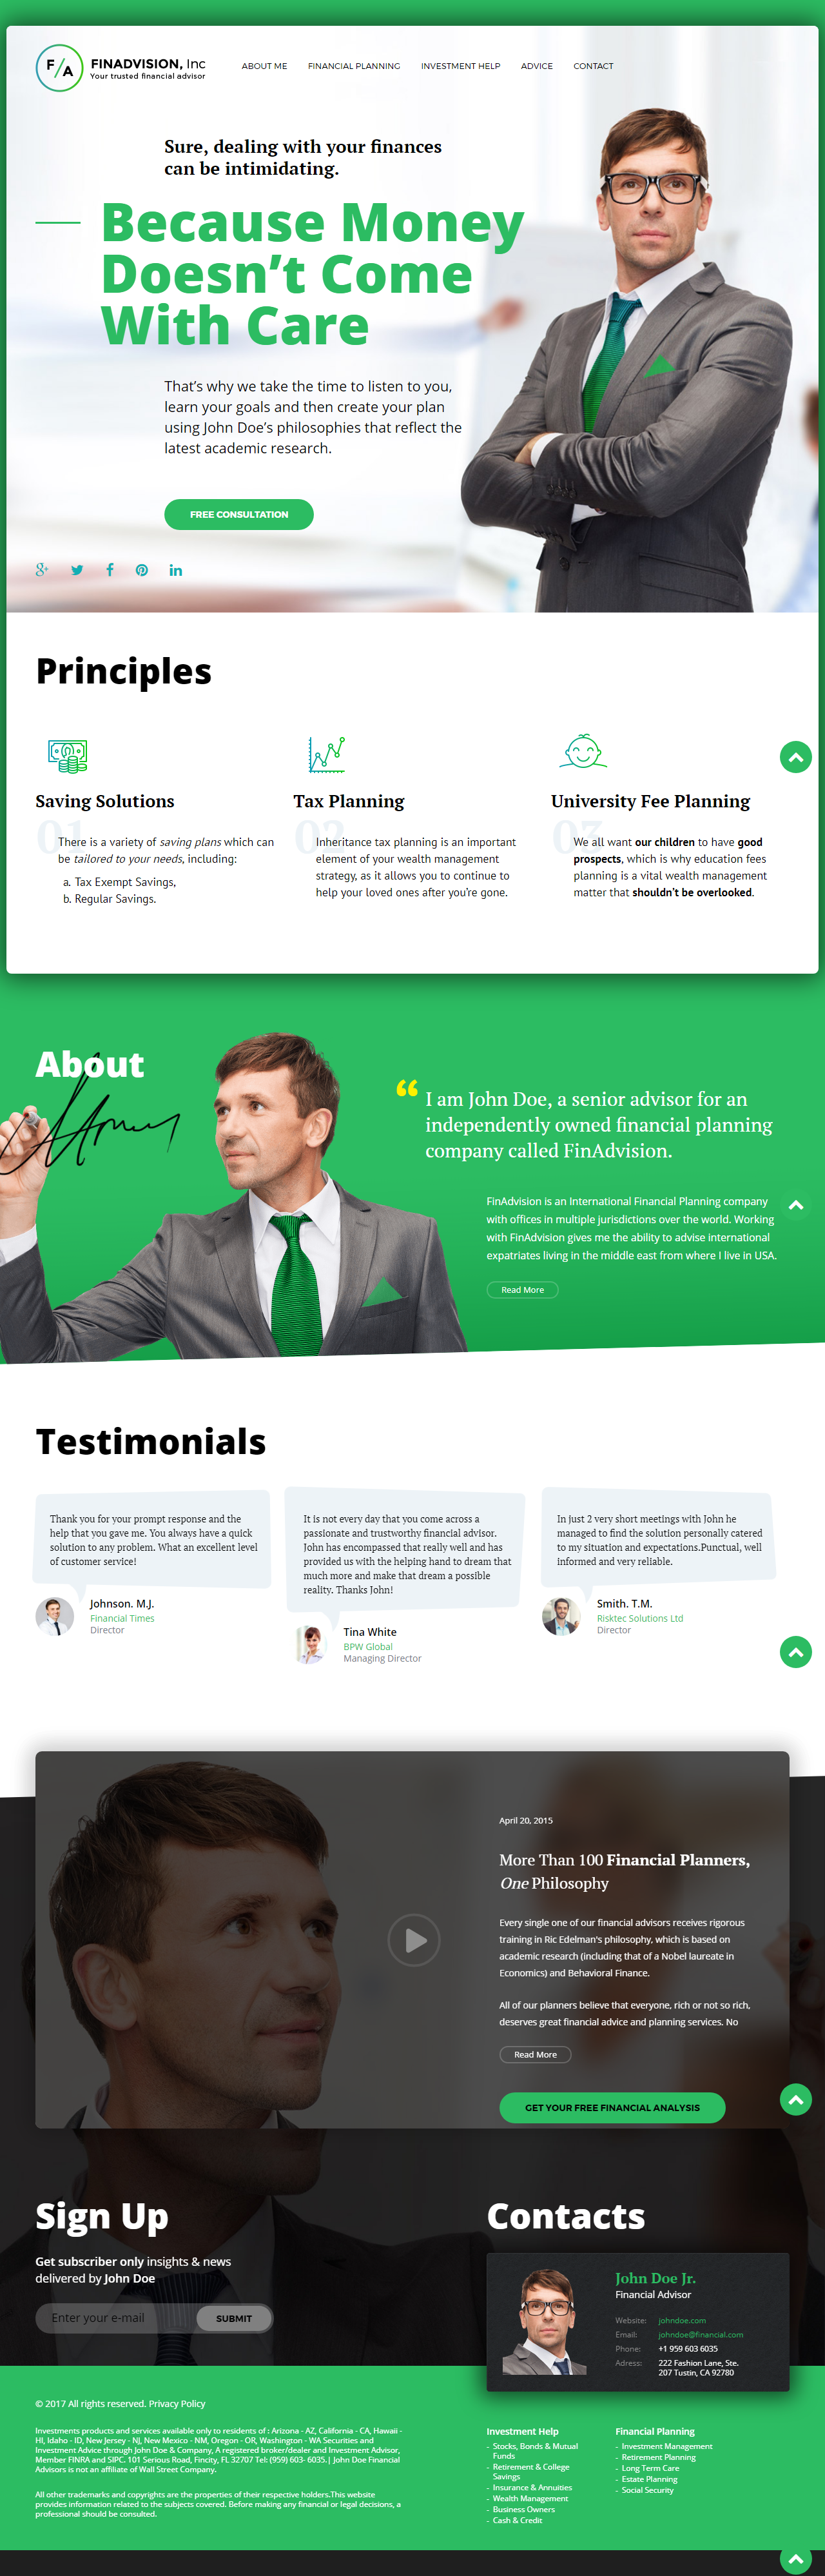 F/A
FINADVISION, Inc
Your trusted financial advisor
ABOUT ME
FINANCIAL PLANNING
INVESTMENT HELP
ADVICE
CONTACT
Sure, dealing with your finances
can be intimidating.
Because Money
Doesn’t Come
With Care
That’s why we take the time to listen to you,
learn your goals and then create your plan
using John Doe’s philosophies that reflect the
latest academic research.
FREE CONSULTATION
Principles
Saving Solutions
01
There is a variety of saving plans which can
be tailored to your needs, including:
a. Tax Exempt Savings,
b. Regular Savings.
Tax Planning
02
Inheritance tax planning is an important
element of your wealth management
strategy, as it allows you to continue to
help your loved ones after you’re gone.
University Fee Planning
03
We all want our children to have good
prospects, which is why education fees
planning is a vital wealth management
matter that shouldn’t be overlooked.
About
“ I am John Doe, a senior advisor for an
independently owned financial planning
company called FinAdvision.
FinAdvision is an International Financial Planning company
with offices in multiple jurisdictions over the world. Working
with FinAdvision gives me the ability to advise international
expatriates living in the middle east from where I live in USA.
Read More
Testimonials
Thank you for your prompt response and the
help that you gave me. You always have a quick
solution to any problem. What an excellent level
of customer service!
Johnson. M.J.
Financial Times
Director
It is not every day that you come across a
passionate and trustworthy financial advisor.
John has encompassed that really well and has
provided us with the helping hand to dream that
much more and make that dream a possible
reality. Thanks John!
Tina White
BPW Global
Managing Director
In just 2 very short meetings with John he
managed to find the solution personally catered
to my situation and expectations.Punctual, well
informed and very reliable.
Smith. T.M.
Risktec Solutions Ltd
Director
April 20, 2015
More Than 100 Financial Planners,
One Philosophy
Every single one of our financial advisors receives rigorous
training in Ric Edelman's philosophy, which is based on
academic research (including that of a Nobel laureate in
Economics) and Behavioral Finance.
All of our planners believe that everyone, rich or not so rich,
deserves great financial advice and planning services. No
Read More
GET YOUR FREE FINANCIAL ANALYSIS
Sign Up
Get subscriber only insights & news
delivered by John Doe
Enter your e-mail
SUBMIT
Contacts
John Doe Jr.
Financial Advisor
Website: johndoe.com
Email: johndoe@financial.com
Phone: +1 959 603 6035
Adress: 222 Fashion Lane, Ste.
207 Tustin, CA 92780
© 2017 All rights reserved. Privacy Policy
Investments products and services available only to residents of : Arizona - AZ, California - CA, Hawaii -
HI, Idaho - ID, New Jersey - NJ, New Mexico - NM, Oregon - OR, Washington - WA Securities and
Investment Advice through John Doe & Company, A registered broker/dealer and Investment Advisor,
Member FINRA and SIPC. 101 Serious Road, Fincity, FL 32707 Tel: (959) 603- 6035. | John Doe Financial
Advisors is not an affiliate of Wall Street Company.
All other trademarks and copyrights are the properties of their respective holders.This website
provides information related to the subjects covered. Before making any financial or legal decisions, a
professional should be consulted.
Investment Help
- Stocks, Bonds & Mutual
Funds
- Retirement & College
Savings
- Insurance & Annuities
- Wealth Management
- Business Owners
- Cash & Credit
Financial Planning
- Investment Management
- Retirement Planning
- Long Term Care
- Estate Planning
- Social Security